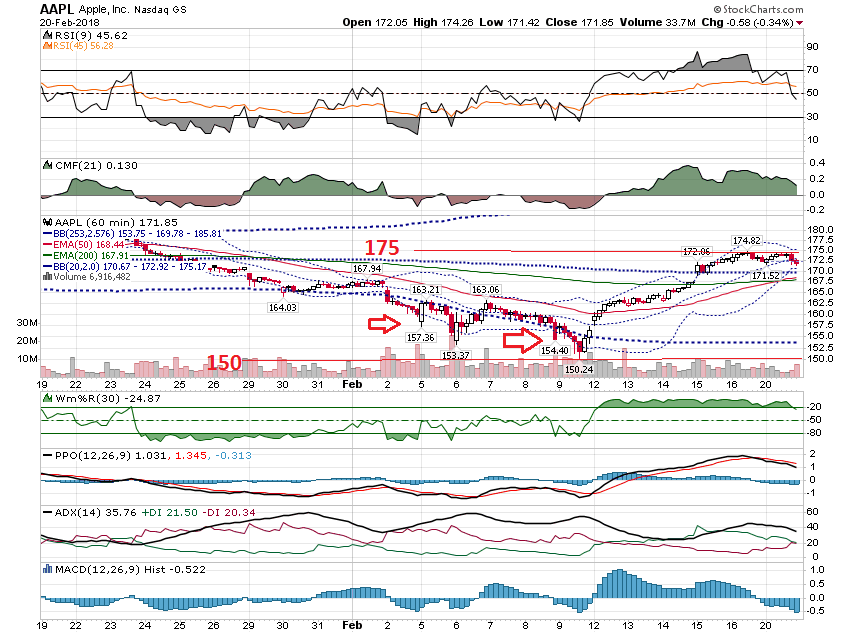 AAPL Apple, Inc. Nasdaq GS © StockCharts.com
20-Feb-2018 Open 172.05 High 174.26 Low 171.42 Close 171.85 Volume 33.7M Chg -0.58 (-0.34%)
RSI(9) 45.62
RSI(45) 56.28
90
70
50
30
10
CMF(21) 0.130
0.4
0.2
0.0
-0.2
AAPL (60 min) 171.85
BB(253,2.576) 153.75 - 169.78 - 185.81
EMA(50) 168.44
EMA(200) 167.91
BB(20,2.0) 170.67 - 172.92 - 175.17
Volume 6,916,482
175
150
164.03
167.94
163.21
157.36
153.37
163.06
154.40
150.24
172.06
174.82
171.52
180.0
177.5
175.0
172.5
170.0
167.5
165.0
162.5
160.0
157.5
155.0
152.5
150.0
30M
20M
10M
19 22 23 24 25 26 29 30 31 Feb 2 5 6 7 8 9 12 13 14 15 16 20
Wm%R(30) -24.87
-20
-50
-80
PPO(12,26,9) 1.031, 1.345, -0.313
2
1
0
-1
ADX(14) 35.76 +DI 21.50 -DI 20.34
60
40
20
0
MACD(12,26,9) Hist -0.522
1.0
0.5
0.0
-0.5
19 22 23 24 25 26 29 30 31 Feb 2 5 6 7 8 9 12 13 14 15 16 20